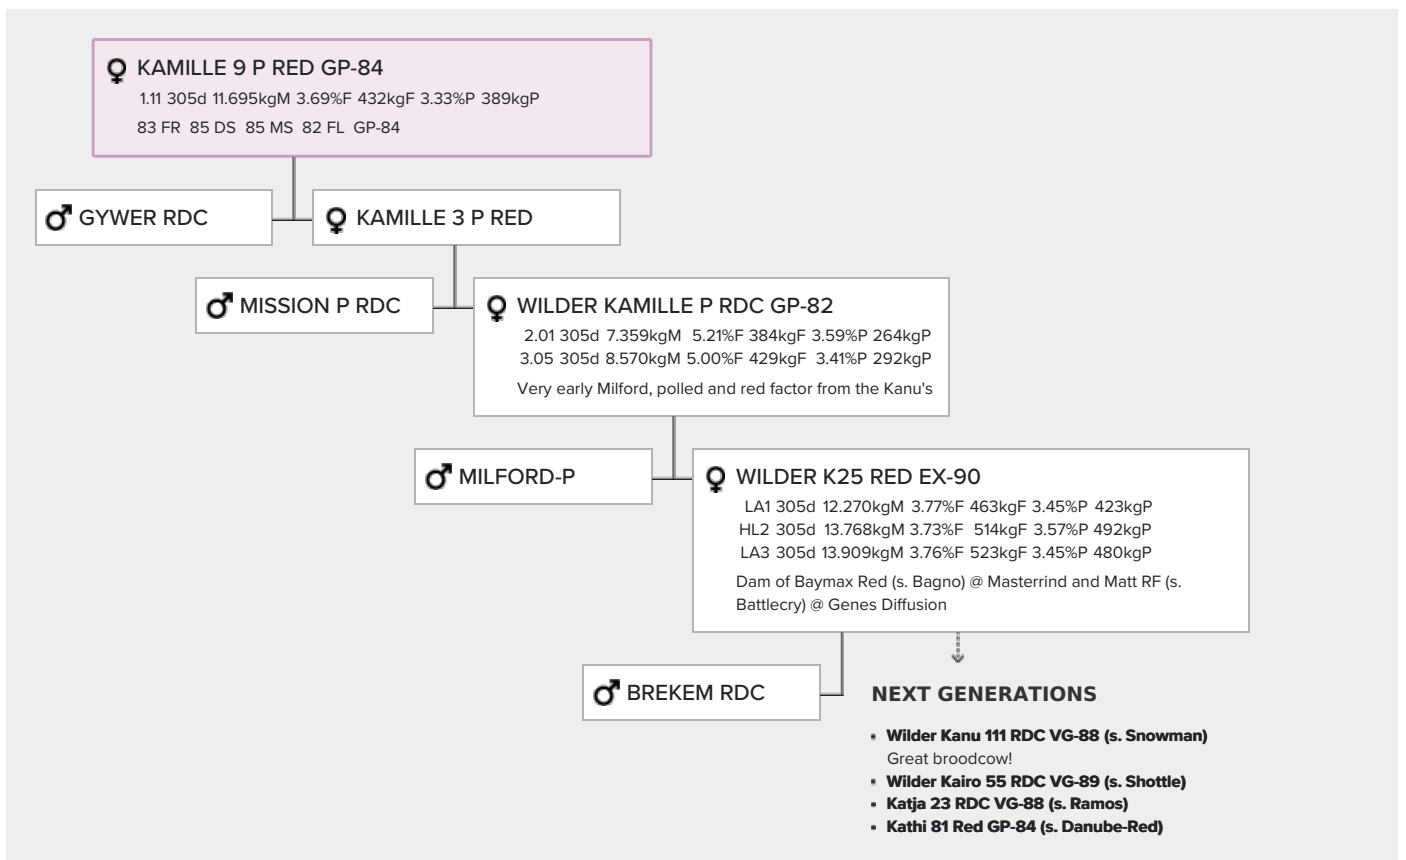 KAMILLE 9 P RED GP-84
1.11 305d 11.695kgM 3.69%F 432kgF 3.33%P 389kgP
83 FR 85 DS 85 MS 82 FL GP-84
GYWER RDC
KAMILLE 3 P RED
MISSION P RDC
WILDER KAMILLE P RDC GP-82
2.01 305d 7.359kgM 5.21%F 384kgF 3.59%P 264kgP
3.05 305d 8.570kgM 5.00%F 429kgF 3.41%P 292kgP
Very early Milford, polled and red factor from the Kanu's
MILFORD-P
WILDER K25 RED EX-90
LA1 305d 12.270kgM 3.77%F 463kgF 3.45%P 423kgP
HL2 305d 13.768kgM 3.73%F 514kgF 3.57%P 492kgP
LA3 305d 13.909kgM 3.76%F 523kgF 3.45%P 480kgP
Dam of Baymax Red (s. Bagno) @ Masterrind and Matt RF (s.
Battlecry) @ Genes Diffusion
BREKEM RDC
NEXT GENERATIONS
• Wilder Kanu 111 RDC VG-88 (s. Snowman)
Great broodcow!
• Wilder Kairo 55 RDC VG-89 (s. Shottle)
• Katja 23 RDC VG-88 (s. Ramos)
• Kathi 81 Red GP-84 (s. Danube-Red)